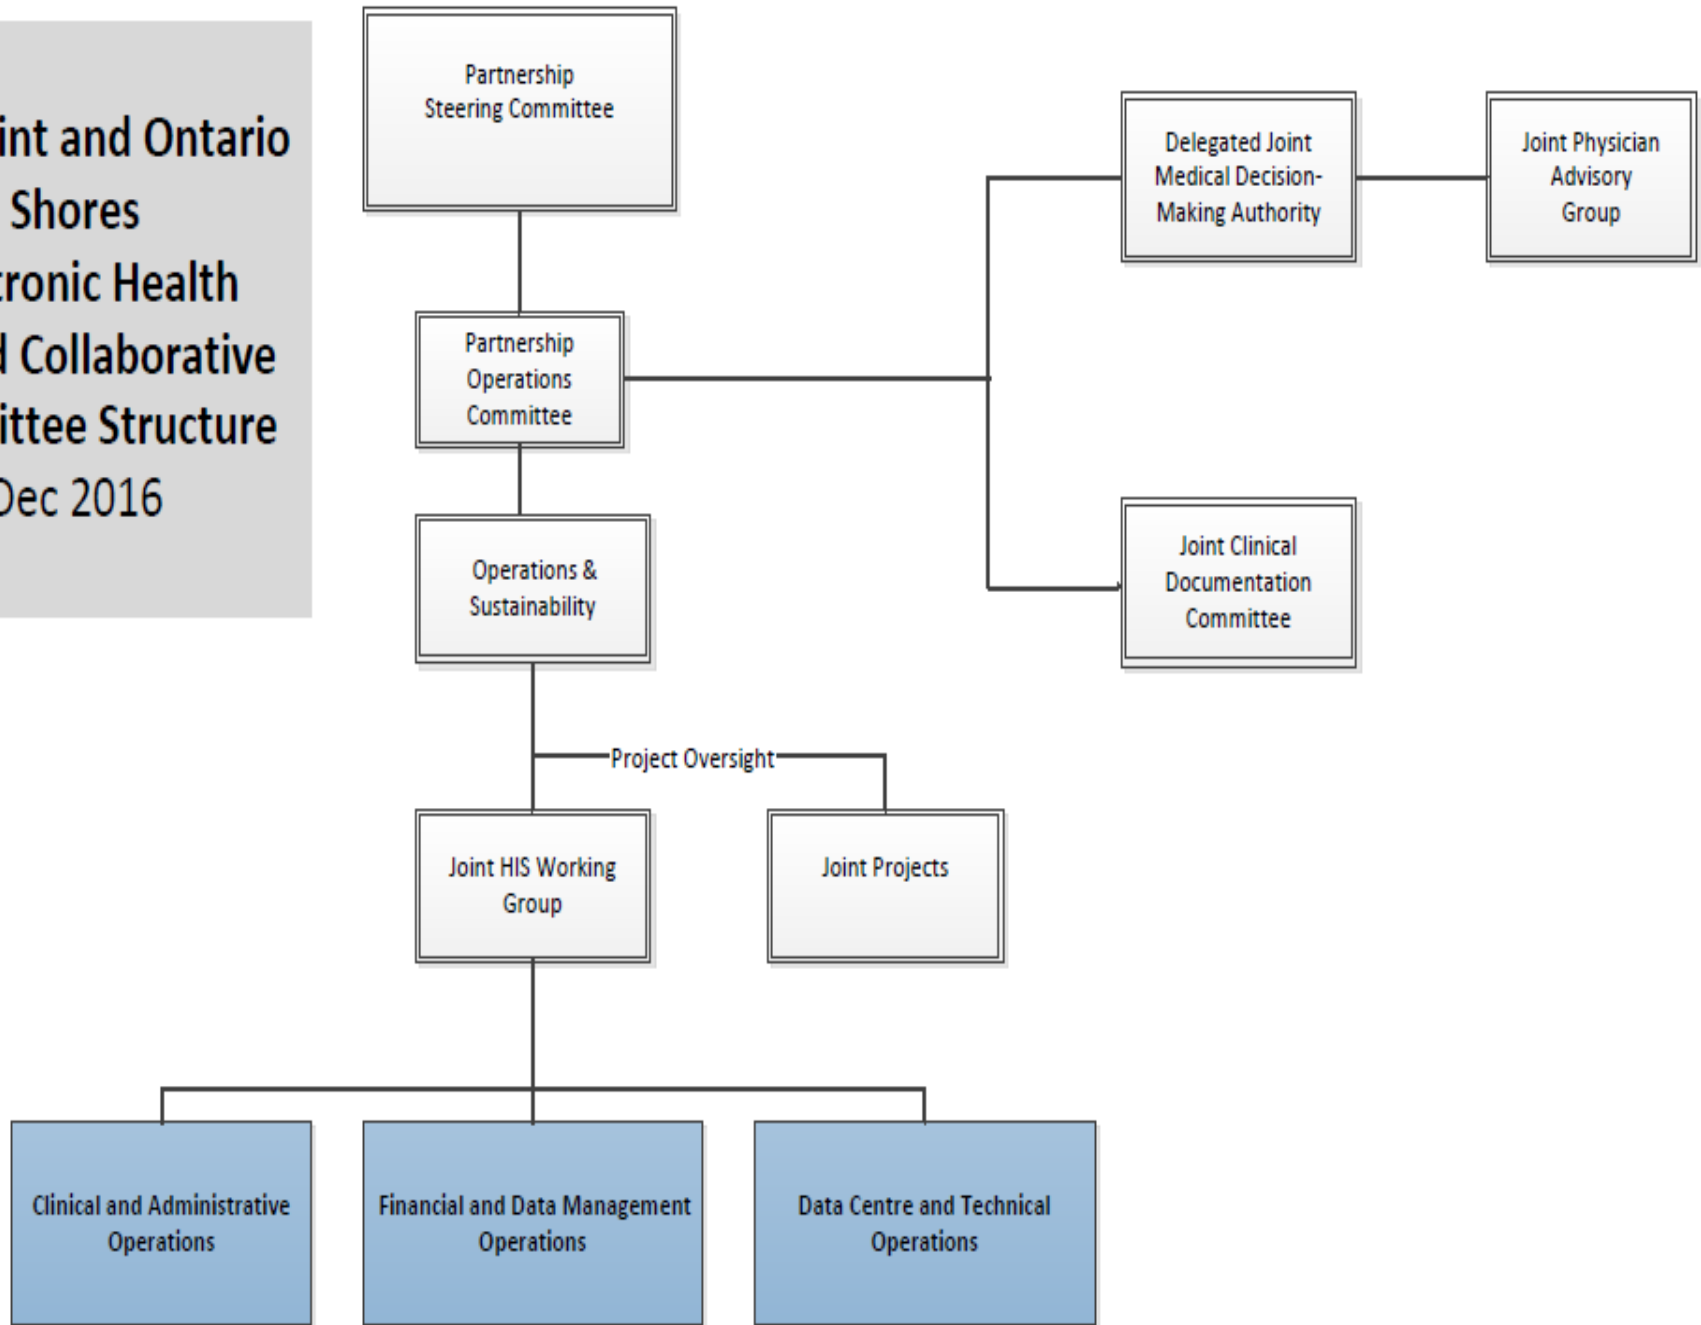 int and Ontario
Shores
tronic Health
d Collaborative
ittee Structure
Dec 2016
Partnership
Steering Committee
Delegated Joint
Medical Decision-
Making Authority
Joint Physician
Advisory
Group
Partnership
Operations
Committee
Operations &
Sustainability
Joint Clinical
Documentation
Committee
Project Oversight
Joint HIS Working
Group
Joint Projects
Clinical and Administrative
Operations
Financial and Data Management
Operations
Data Centre and Technical
Operations